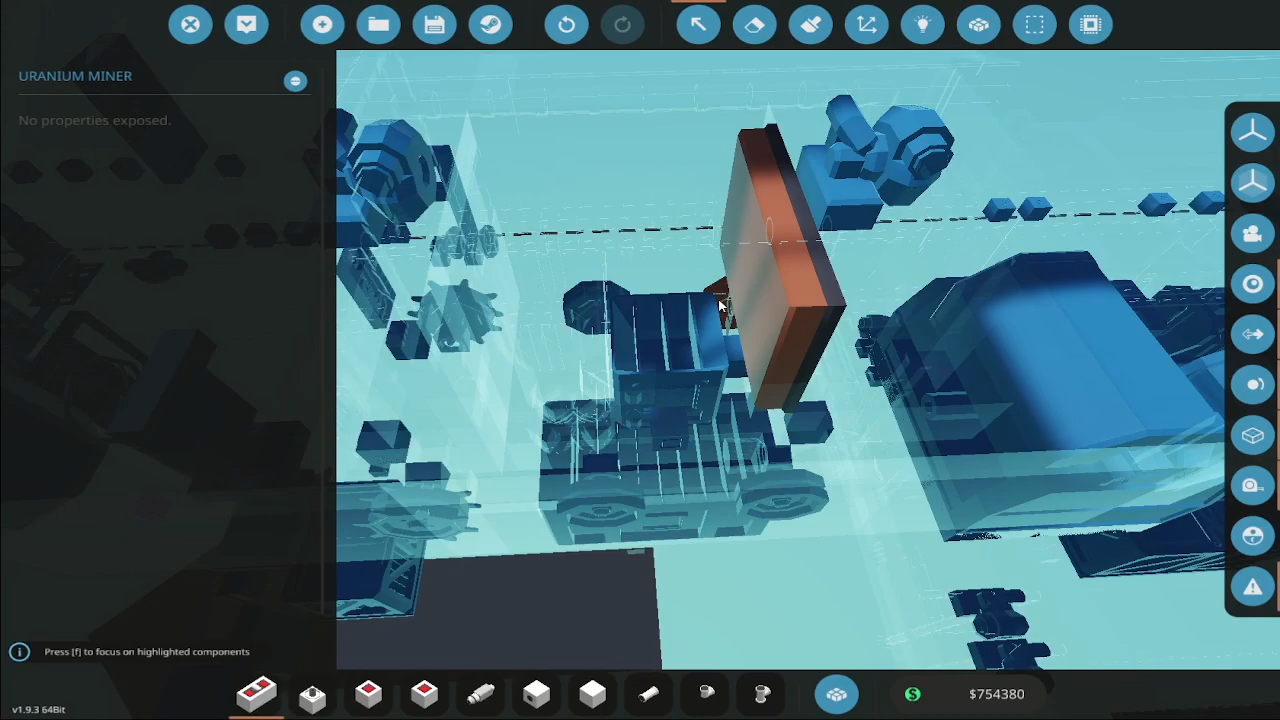 URANIUM MINER
No properties exposed.
Press [f] to focus on highlighted components
v1.9.3 64Bit
$
$754380